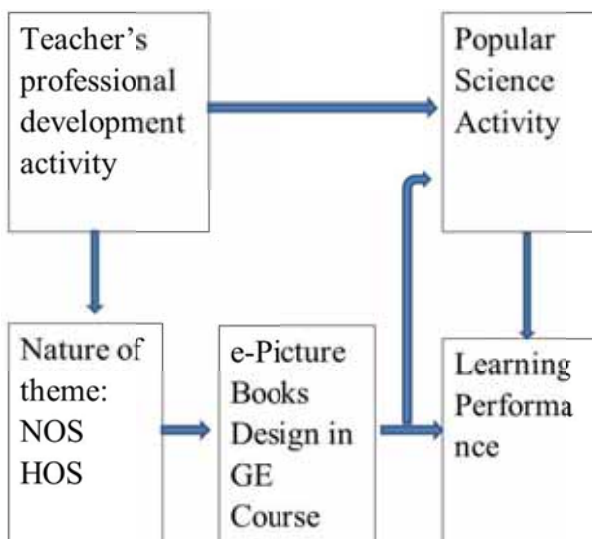 Teacher's
professional
development
activity
Popular
Science
Activity
Nature of
theme:
NOS
HOS
e-Picture
Books
Design in
GE
Course
Learning
Performa
nce